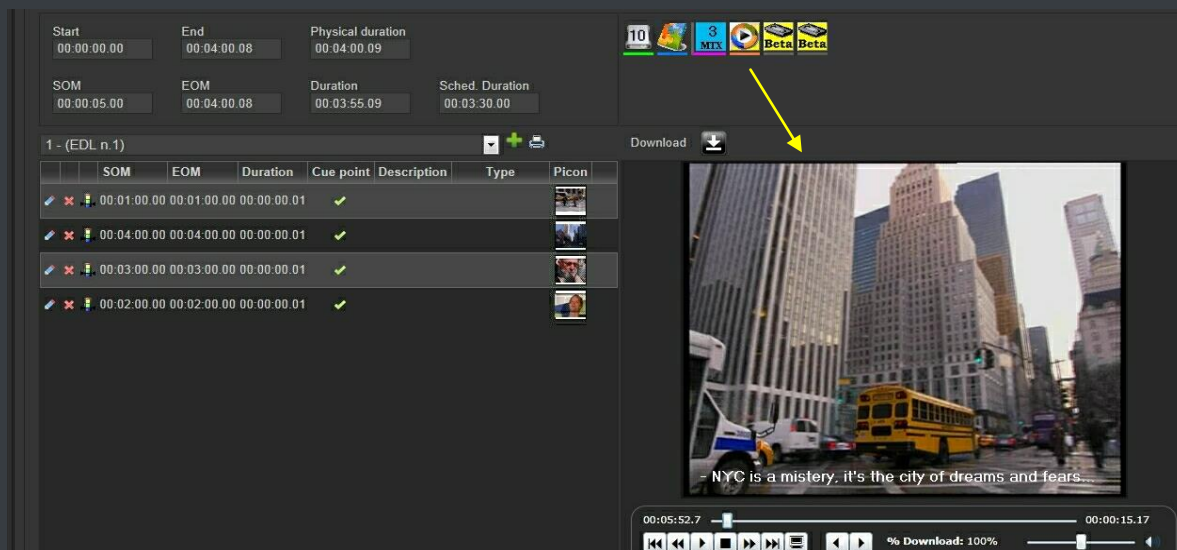 Start End Physical duration
00:00:00.00 00:04:00.08 00:04:00.09
SOM EOM Duration Sched. Duration
00:00:05.00 00:04:00.08 00:03:55.09 00:03:30.00
10 3 MTX Beta Beta
1 - (EDL n.1)
Download
SOM EOM Duration Cue point Description Type Picon
00:01:00.00 00:01:00.00 00:00:00.01
00:04:00.00 00:04:00.00 00:00:00.01
00:03:00.00 00:03:00.00 00:00:00.01
00:02:00.00 00:02:00.00 00:00:00.01
- NYC is a mistery, it's the city of dreams and fears...
00:05:52.7 00:00:15.17
% Download: 100%